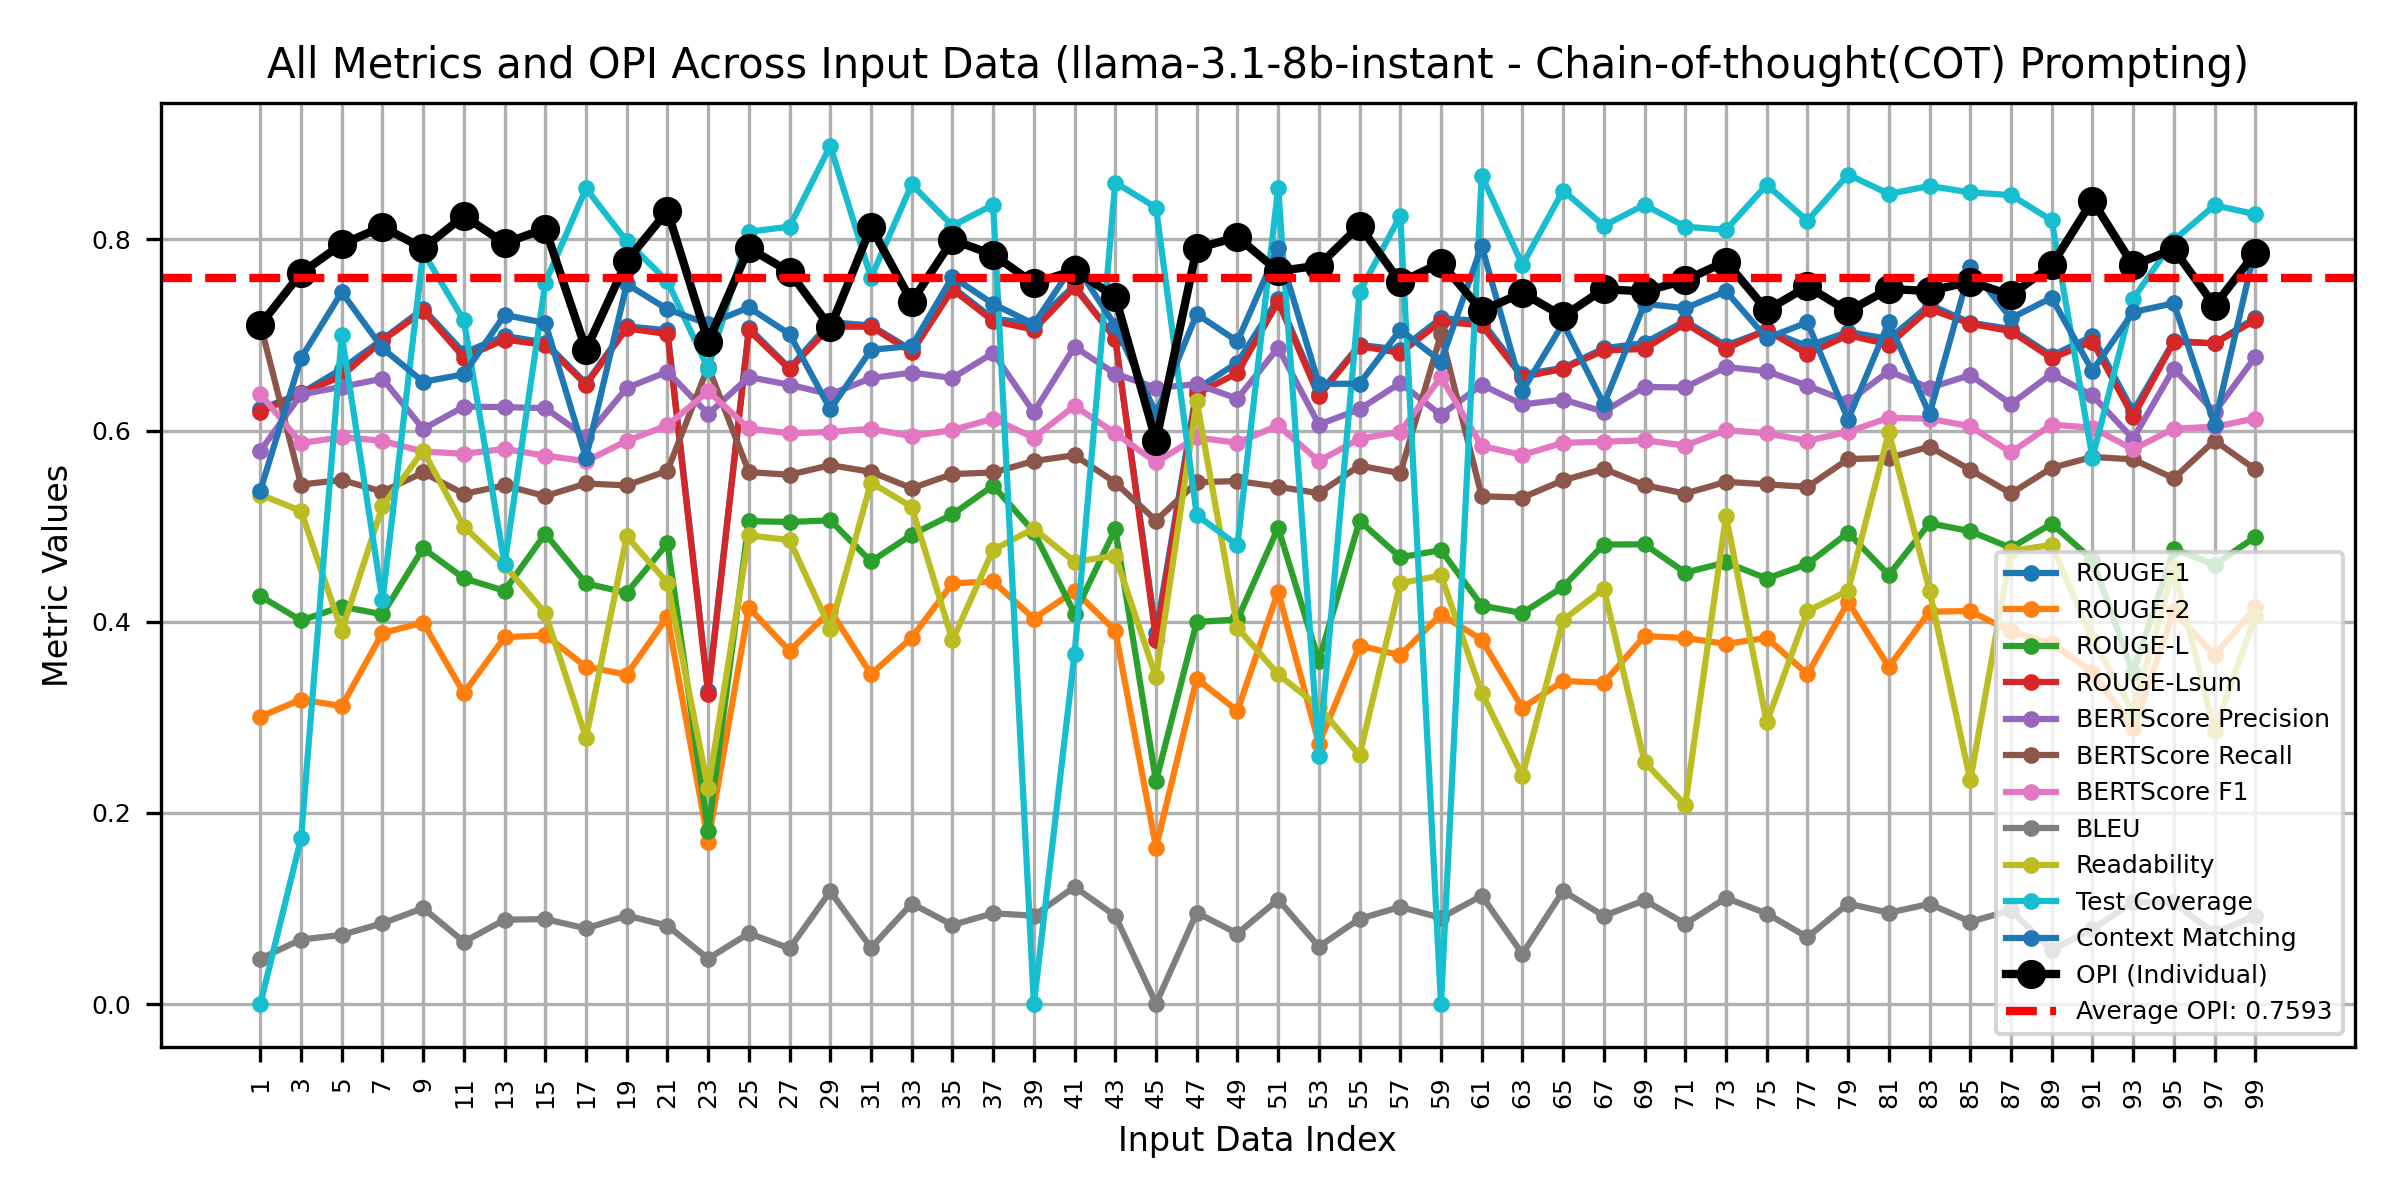 All Metrics and OPI Across Input Data (llama-3.1-8b-instant - Chain-of-thought(COT) Prompting)
Metric Values
0.8
0.6
0.4
0.2
0.0
ROUGE-1
ROUGE-2
ROUGE-L
ROUGE-Lsum
BERTScore Precision
BERTScore Recall
BERTScore F1
BLEU
Readability
Test Coverage
Context Matching
OPI (Individual)
Average OPI: 0.7593
1 3 5 7 9 11 13 15 17 19 21 23 25 27 29 31 33 35 37 39 41 43 45 47 49 51 53 55 57 59 61 63 65 67 69 71 73 75 77 79 81 83 85 87 89 91 93 95 97 99
Input Data Index